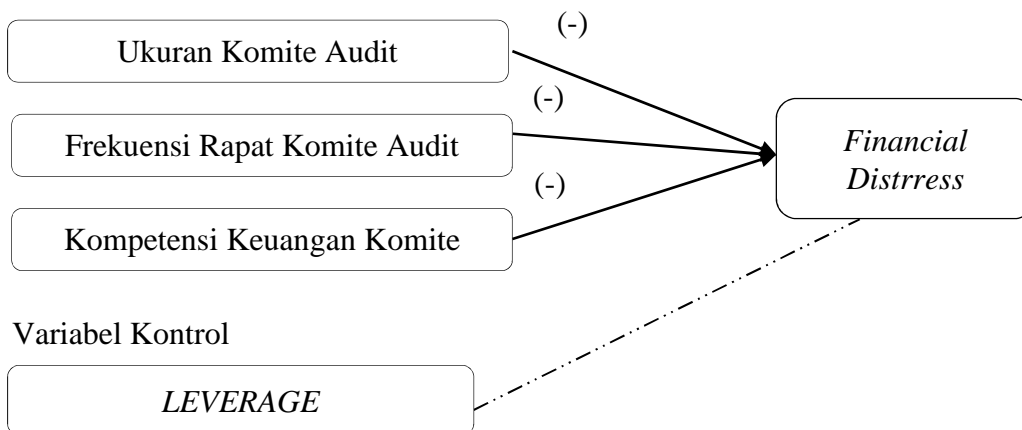 (-)
Ukuran Komite Audit
(-)
Frekuensi Rapat Komite Audit
Financial
Distrress
(-)
Kompetensi Keuangan Komite
Variabel Kontrol
LEVERAGE